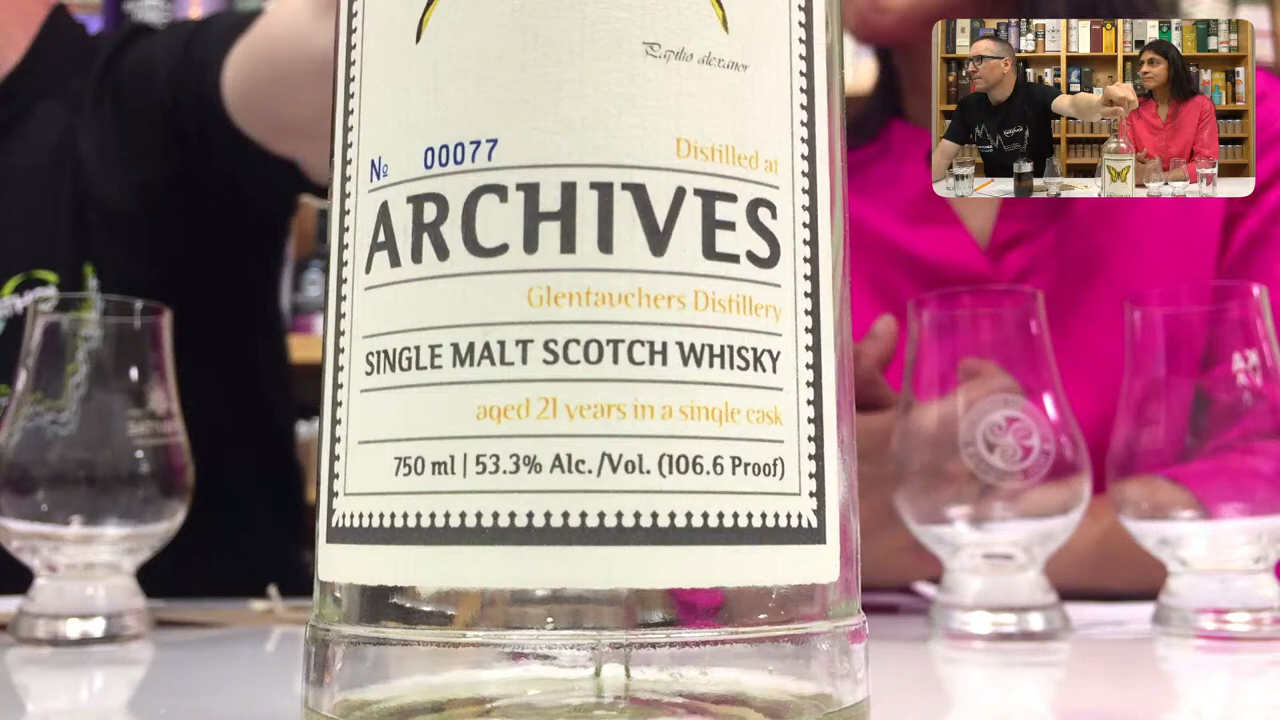 Papilio alexanor
№ 00077
Distilled at
ARCHIVES
Glentauchers Distillery
SINGLE MALT SCOTCH WHISKY
aged 21 years in a single cask
750 ml | 53.3% Alc./Vol. (106.6 Proof)